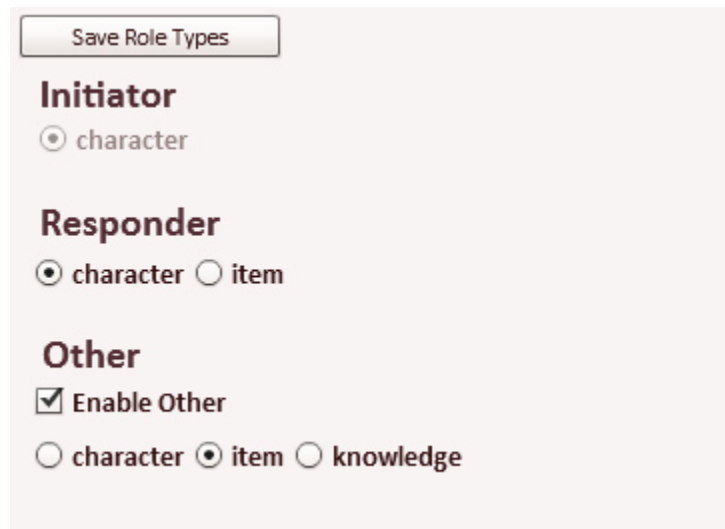 Save Role Types
Initiator
character
Responder
character item
Other
Enable Other
character item knowledge